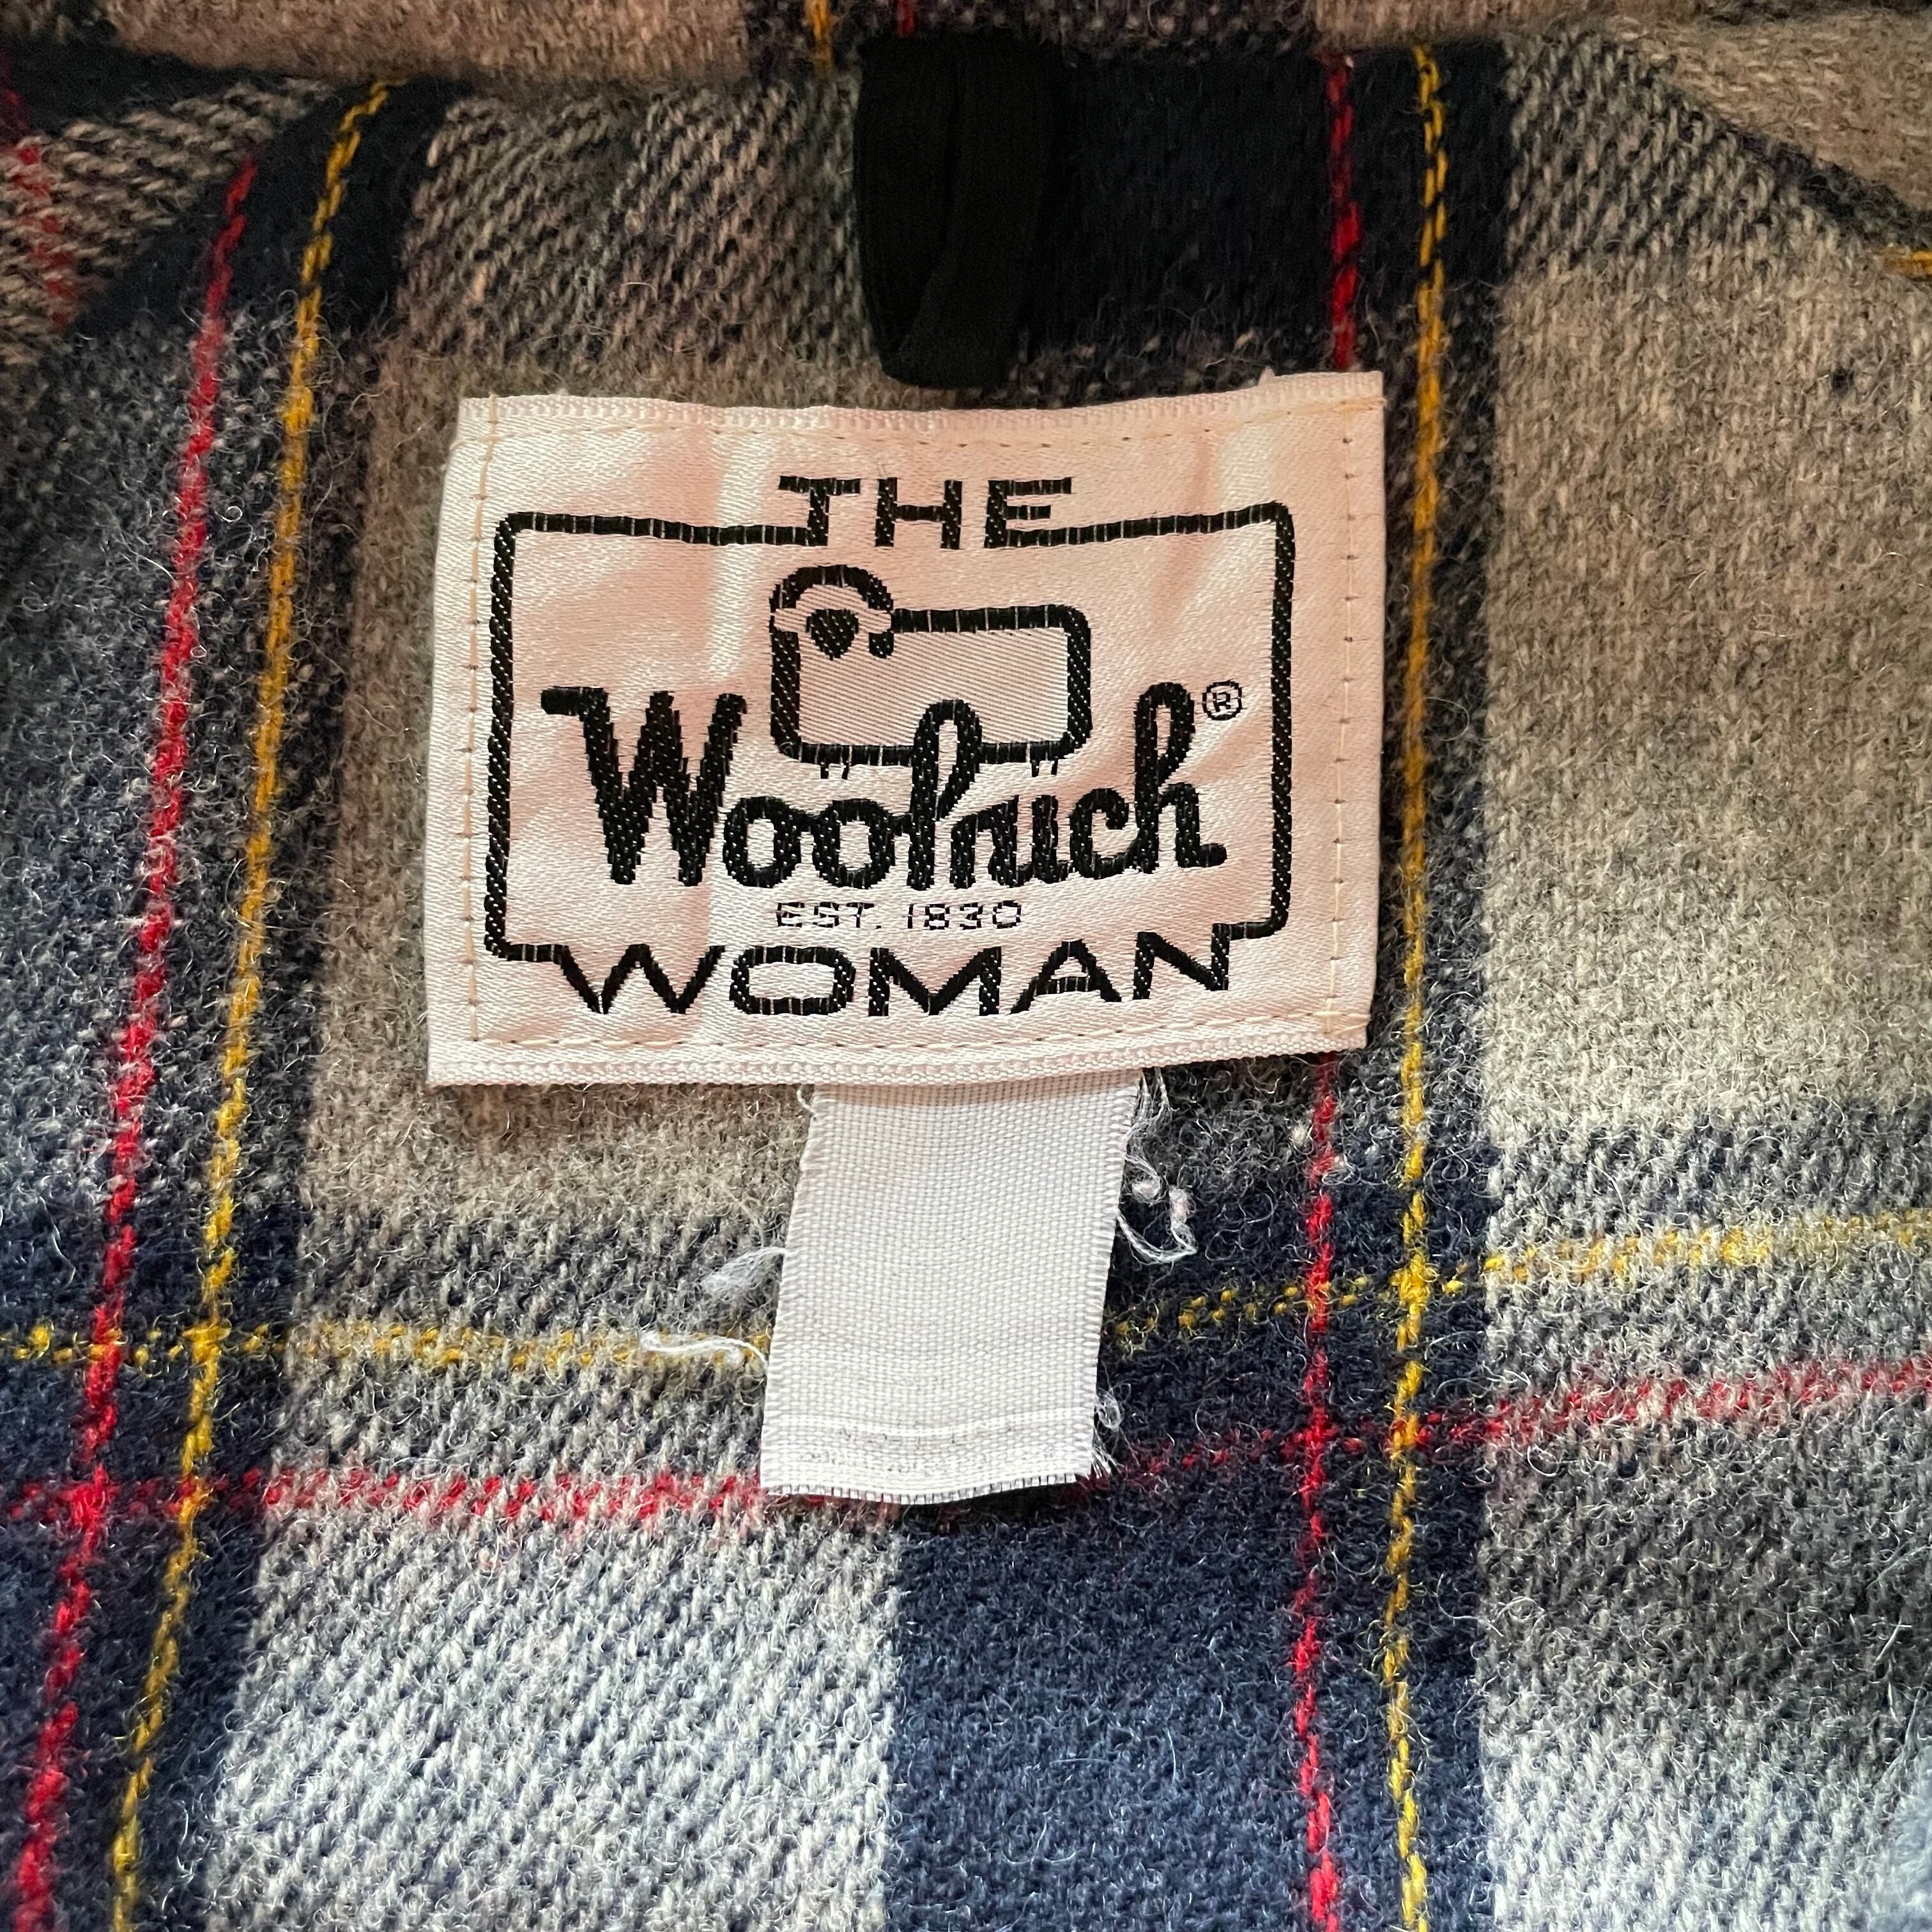 THE
Woolrich®
EST. 1830
WOMAN